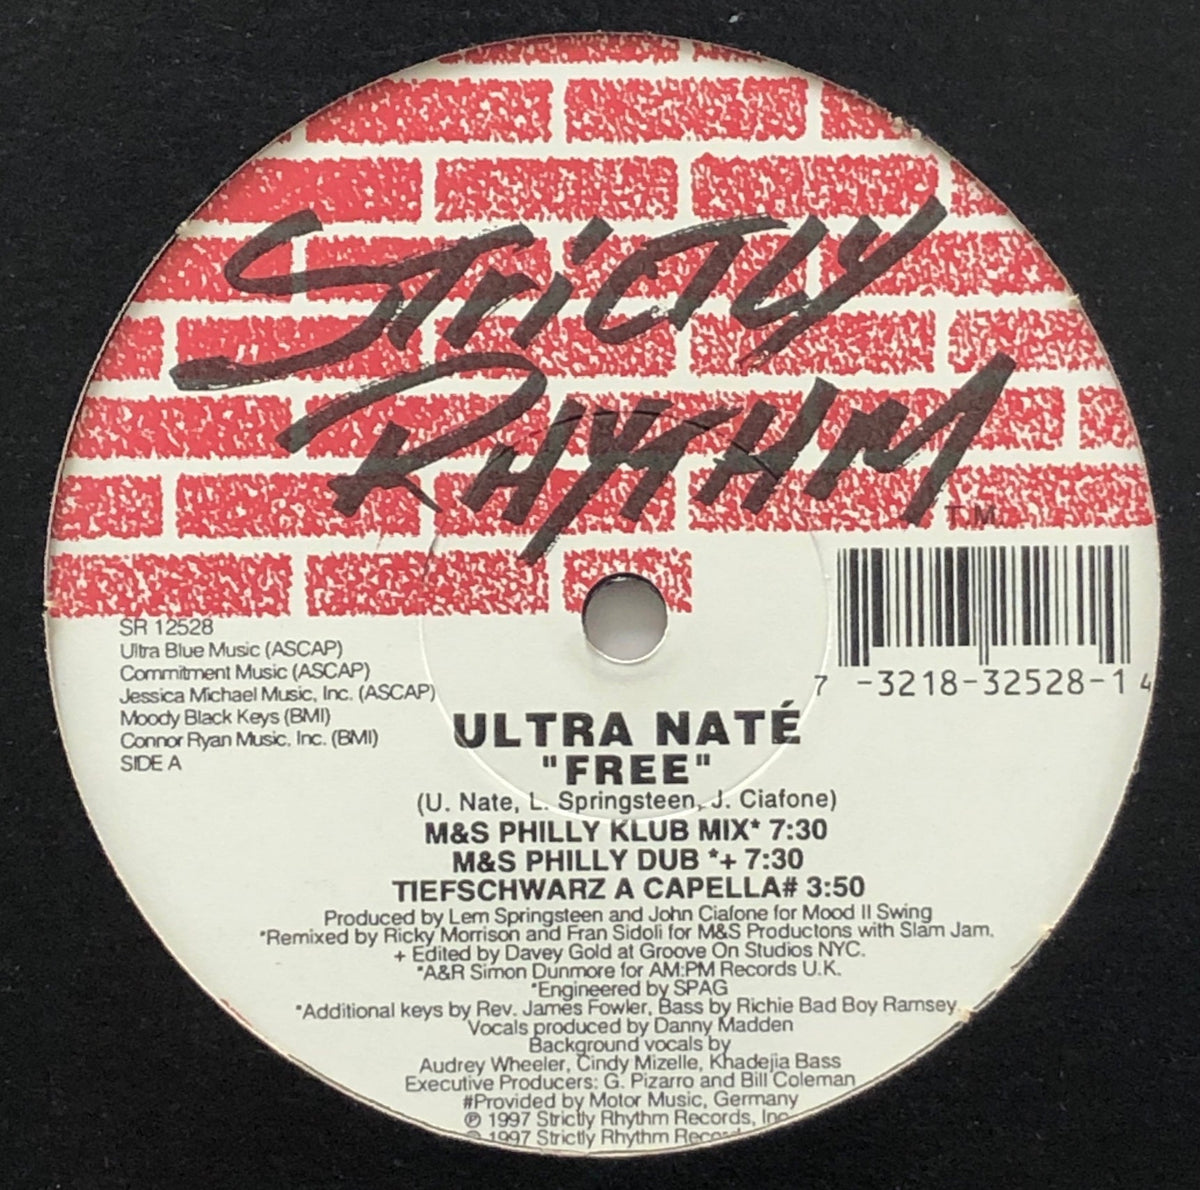 Strictly
Rhythm
T.M.
SR 12528
Ultra Blue Music (ASCAP)
Commitment Music (ASCAP)
Jessica Michael Music, Inc. (ASCAP)
Moody Black Keys (BMI)
Connor Ryan Music, Inc. (BMI)
SIDE A
7 -3218-32528-1 4
ULTRA NATÉ
"FREE"
(U. Nate, L. Springsteen, J. Ciafone)
M&S PHILLY KLUB MIX* 7:30
M&S PHILLY DUB *+ 7:30
TIEFSCHWARZ A CAPELLA# 3:50
Produced by Lem Springsteen and John Ciafone for Mood II Swing
*Remixed by Ricky Morrison and Fran Sidoli for M&S Productons with Slam Jam.
+ Edited by Davey Gold at Groove On Studios NYC.
*A&R Simon Dunmore for AM:PM Records U.K.
*Engineered by SPAG
*Additional keys by Rev. James Fowler, Bass by Richie Bad Boy Ramsey
Vocals produced by Danny Madden
Background vocals by
Audrey Wheeler, Cindy Mizelle, Khadejia Bass
Executive Producers: G. Pizarro and Bill Coleman
#Provided by Motor Music, Germany
℗ 1997 Strictly Rhythm Records, Inc
1997 Strictly Rhythm